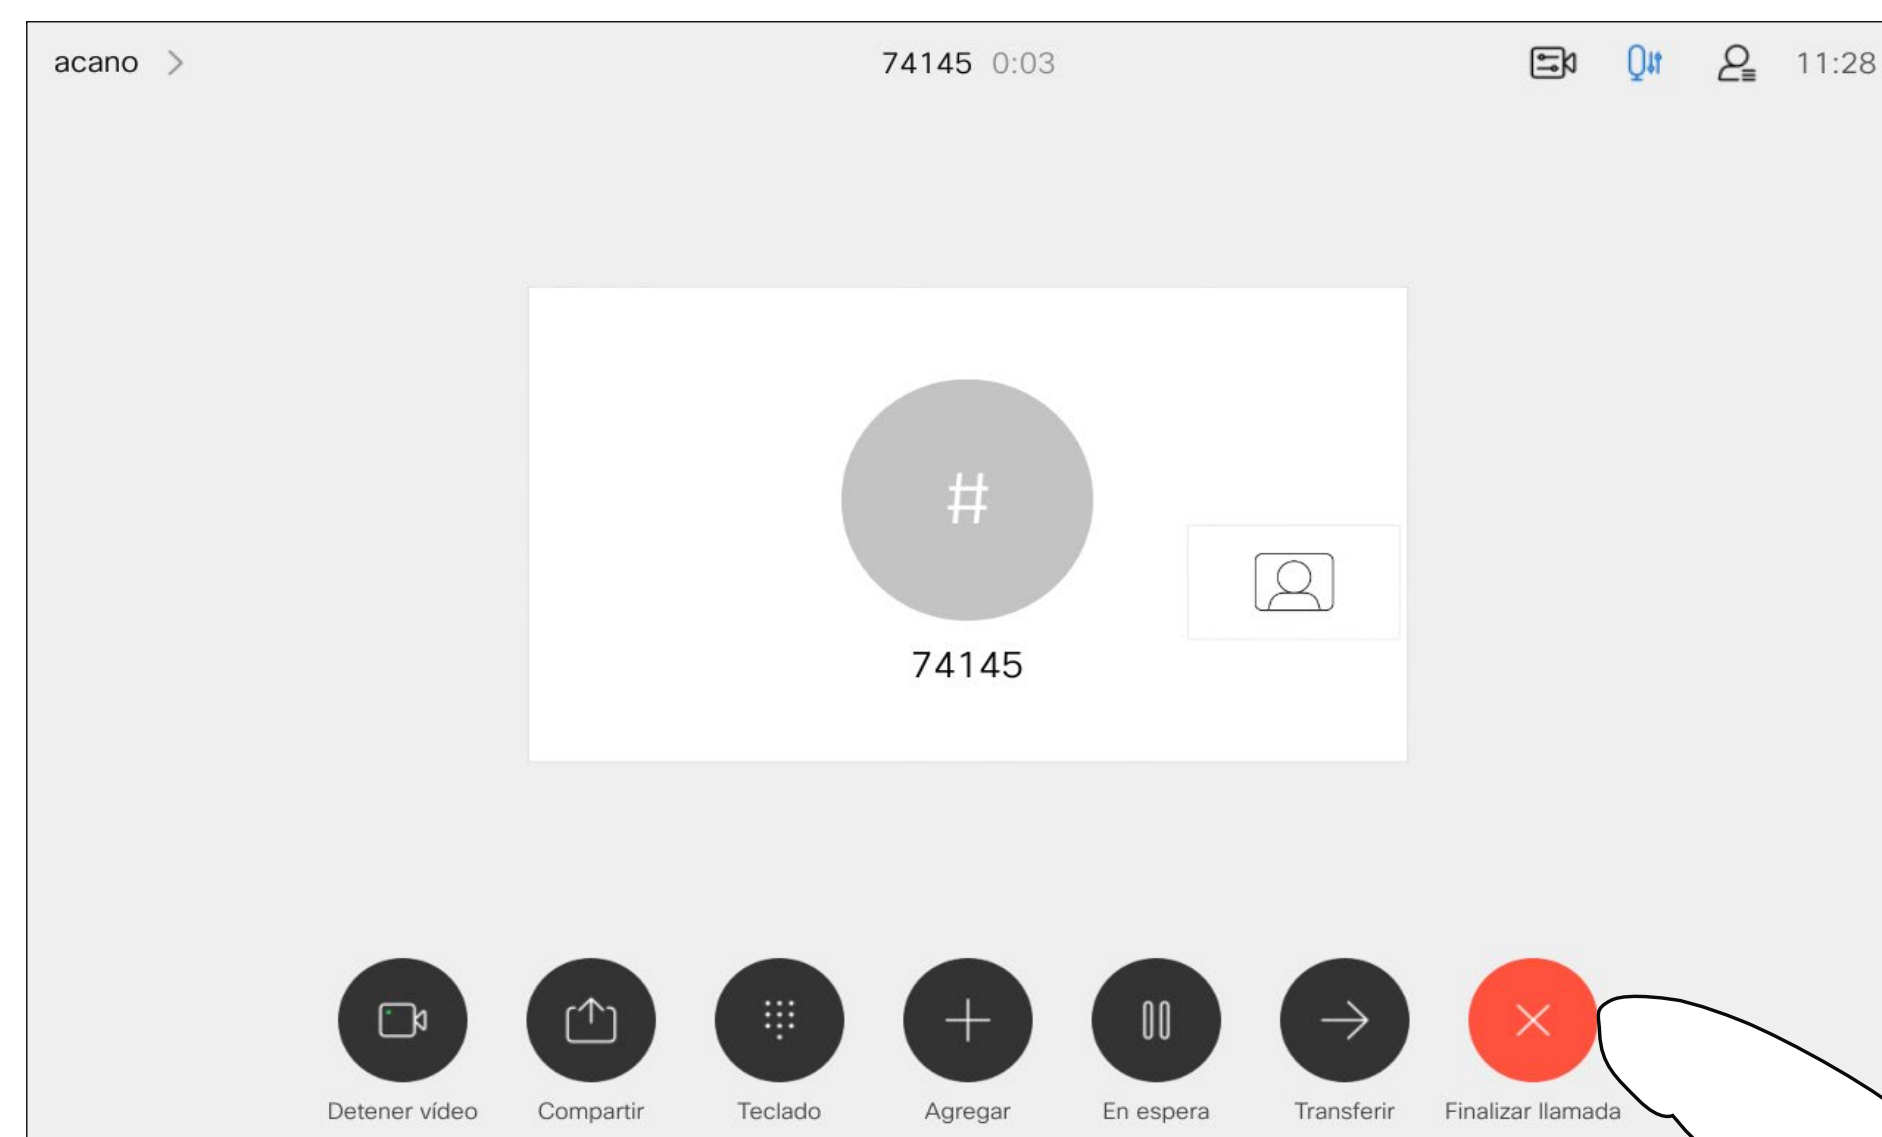 acano
74145 0:03
11:28
#
74145
Detener vídeo
Compartir
Teclado
Agregar
En espera
Transferir
Finalizar llamada